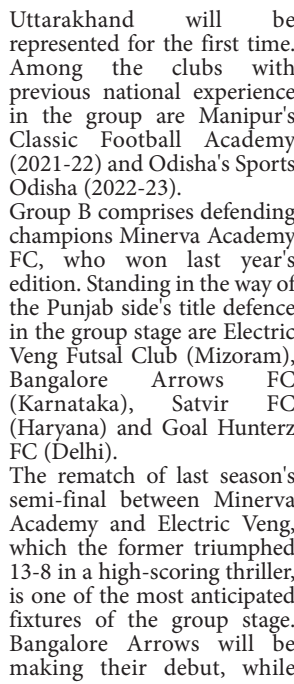 Uttarakhand will be
represented for the first time.
Among the clubs with
previous national experience
in the group are Manipur's
Classic Football Academy
(2021-22) and Odisha's Sports
Odisha (2022-23).
Group B comprises defending
champions Minerva Academy
FC, who won last year's
edition. Standing in the way of
the Punjab side's title defence
in the group stage are Electric
Veng Futsal Club (Mizoram),
Bangalore Arrows FC
(Karnataka), Satvir FC
(Haryana) and Goal Hunterz
FC (Delhi).
The rematch of last season's
semi-final between Minerva
Academy and Electric Veng,
which the former triumphed
13-8 in a high-scoring thriller,
is one of the most anticipated
fixtures of the group stage.
Bangalore Arrows will be
making their debut, while